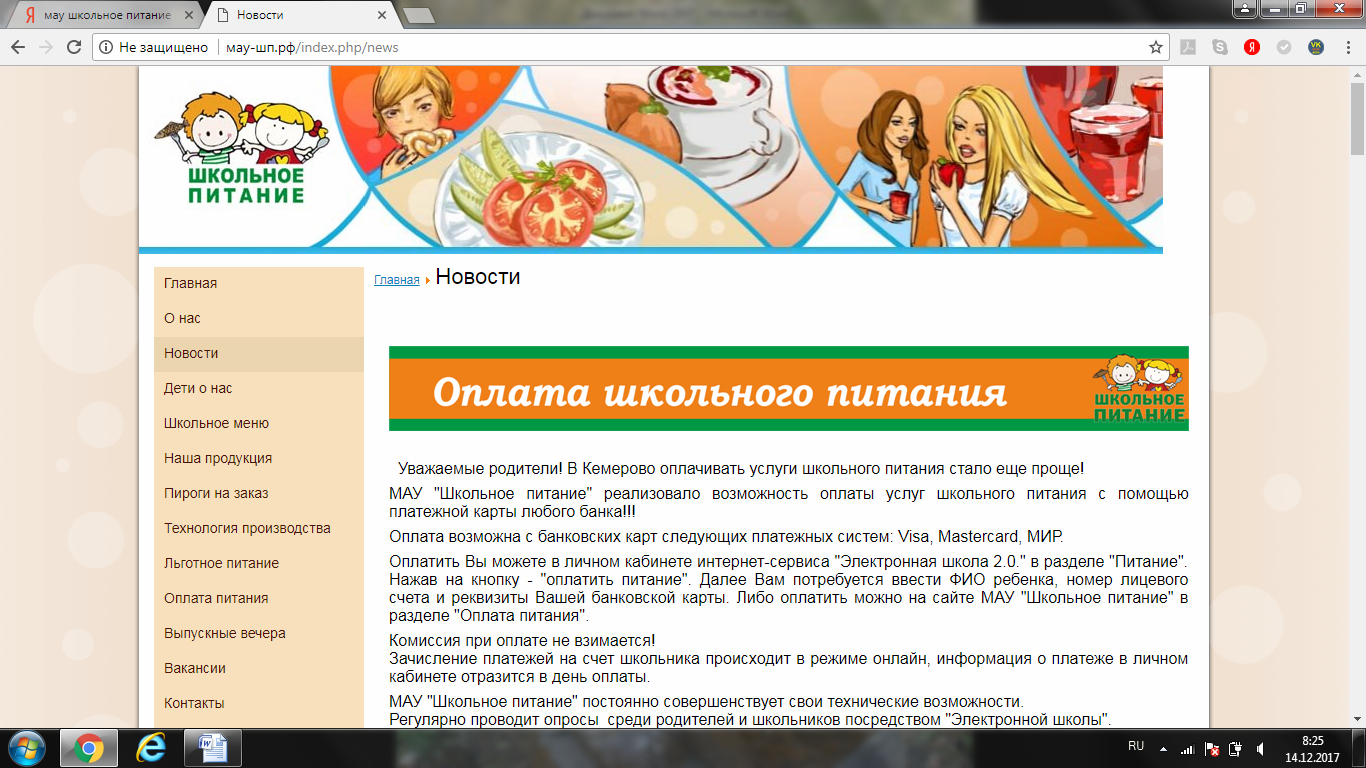 мау школьное питание
Новости
Не защищено
мау-шп.рф/index.php/news
ШКОЛЬНОЕ
ПИТАНИЕ
Главная
О нас
Новости
Дети о нас
Школьное меню
Наша продукция
Пироги на заказ
Технология производства
Льготное питание
Оплата питания
Выпускные вечера
Вакансии
Контакты
Главная Новости
Оплата школьного питания
ШКОЛЬНОЕ
ПИТАНИЕ
Уважаемые родители! В Кемерово оплачивать услуги школьного питания стало еще проще!
МАУ "Школьное питание" реализовало возможность оплаты услуг школьного питания с помощью
платежной карты любого банка!!!
Оплата возможна с банковских карт следующих платежных систем: Visa, Mastercard, МИР.
Оплатить Вы можете в личном кабинете интернет-сервиса "Электронная школа 2.0." в разделе "Питание".
Нажав на кнопку - "оплатить питание". Далее Вам потребуется ввести ФИО ребенка, номер лицевого
счета и реквизиты Вашей банковской карты. Либо оплатить можно на сайте МАУ "Школьное питание" в
разделе "Оплата питания".
Комиссия при оплате не взимается!
Зачисление платежей на счет школьника происходит в режиме онлайн, информация о платеже в личном
кабинете отразится в день оплаты.
МАУ "Школьное питание" постоянно совершенствует свои технические возможности.
Регулярно проводит опросы среди родителей и школьников посредством "Электронной школы".
RU
8:25
14.12.2017